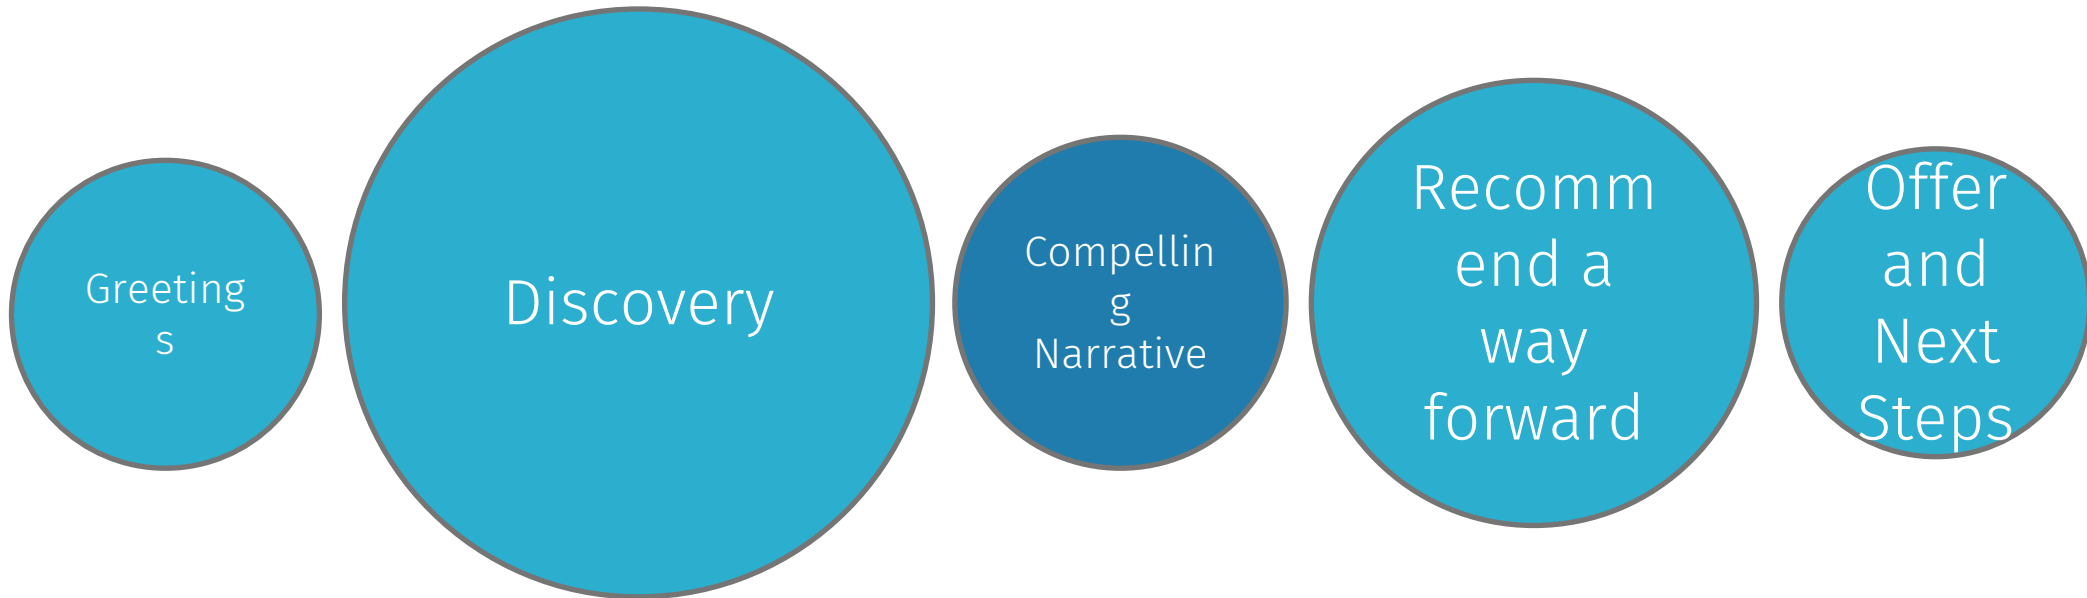 Greeting
s
Discovery
Compellin
g
Narrative
Recomm
end a
way
forward
Offer
and
Next
Steps